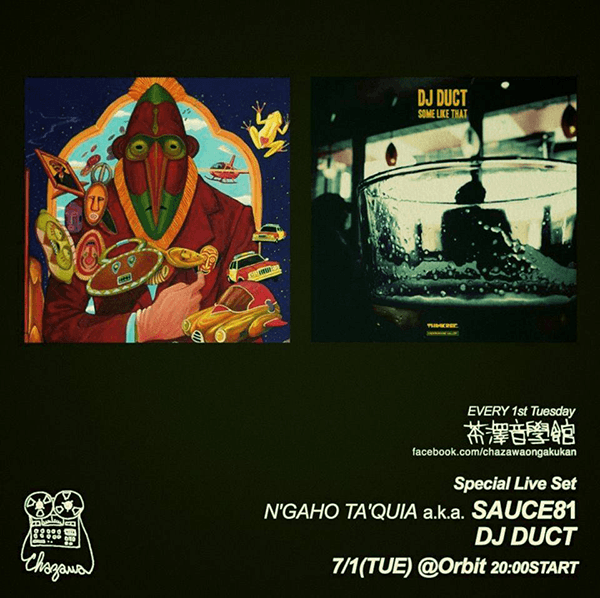 DJ DUCT
SOME LIKE THAT
EVERY 1st Tuesday
茶澤音學館
facebook.com/chazawaongakukan
Special Live Set
N'GAHO TA'QUIA a.k.a. SAUCE81
DJ DUCT
7/1(TUE) @Orbit 20:00START
Chazawa